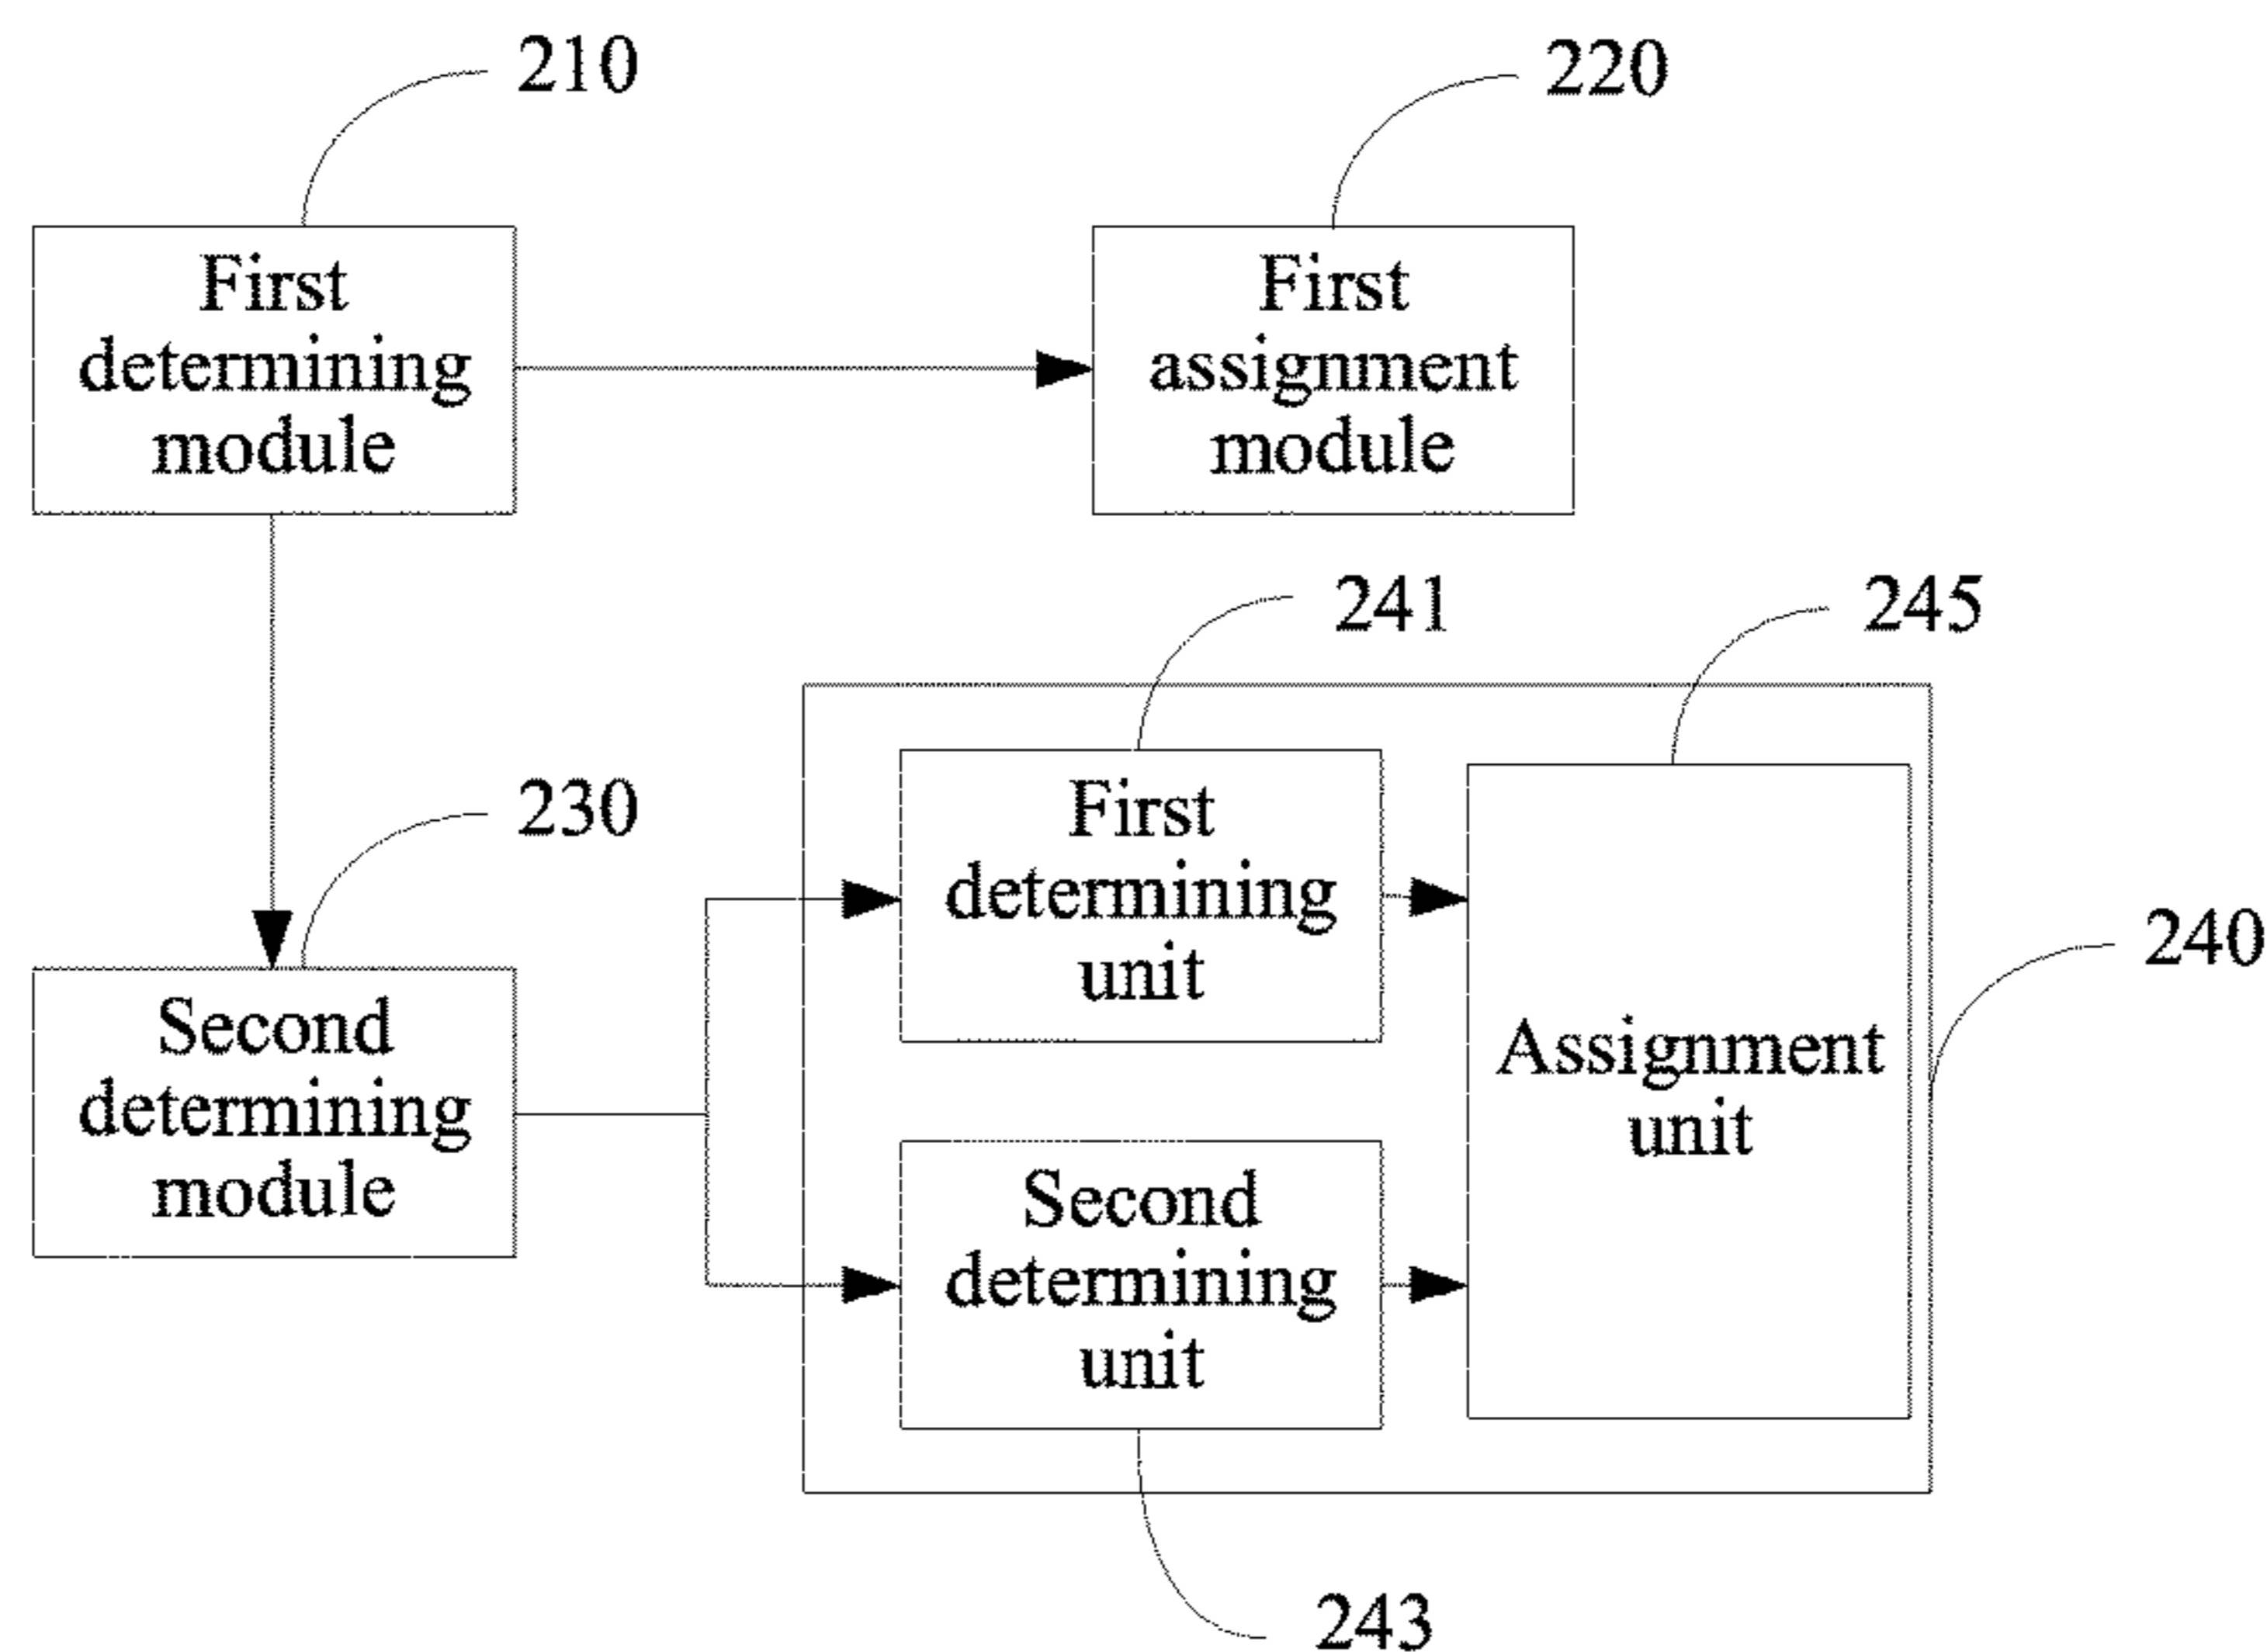 210
220
First
determining
module
First
assignment
module
241
245
230
First
determining
unit
240
Second
determining
module
Assignment
unit
Second
determining
unit
243